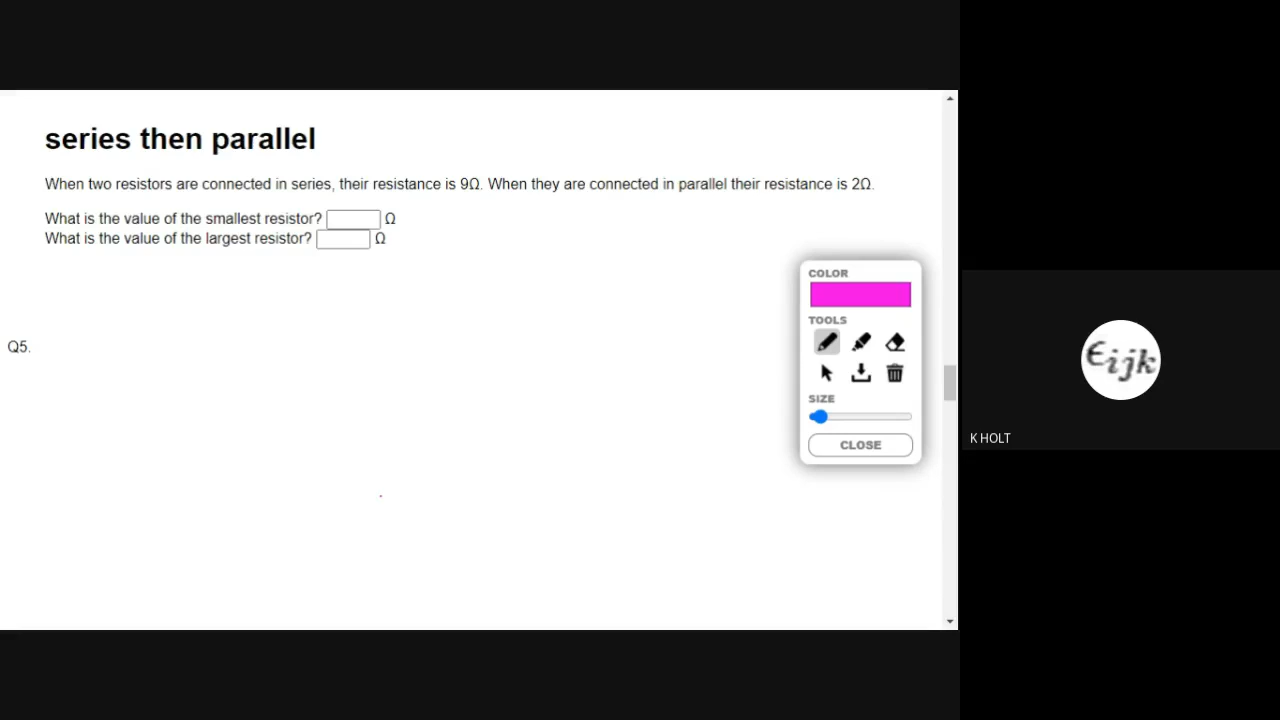 series then parallel
When two resistors are connected in series, their resistance is 9Ω. When they are connected in parallel their resistance is 2Ω.
What is the value of the smallest resistor? Ω
What is the value of the largest resistor? Ω
Q5.
COLOR
TOOLS
SIZE
CLOSE
ϵijk
K HOLT